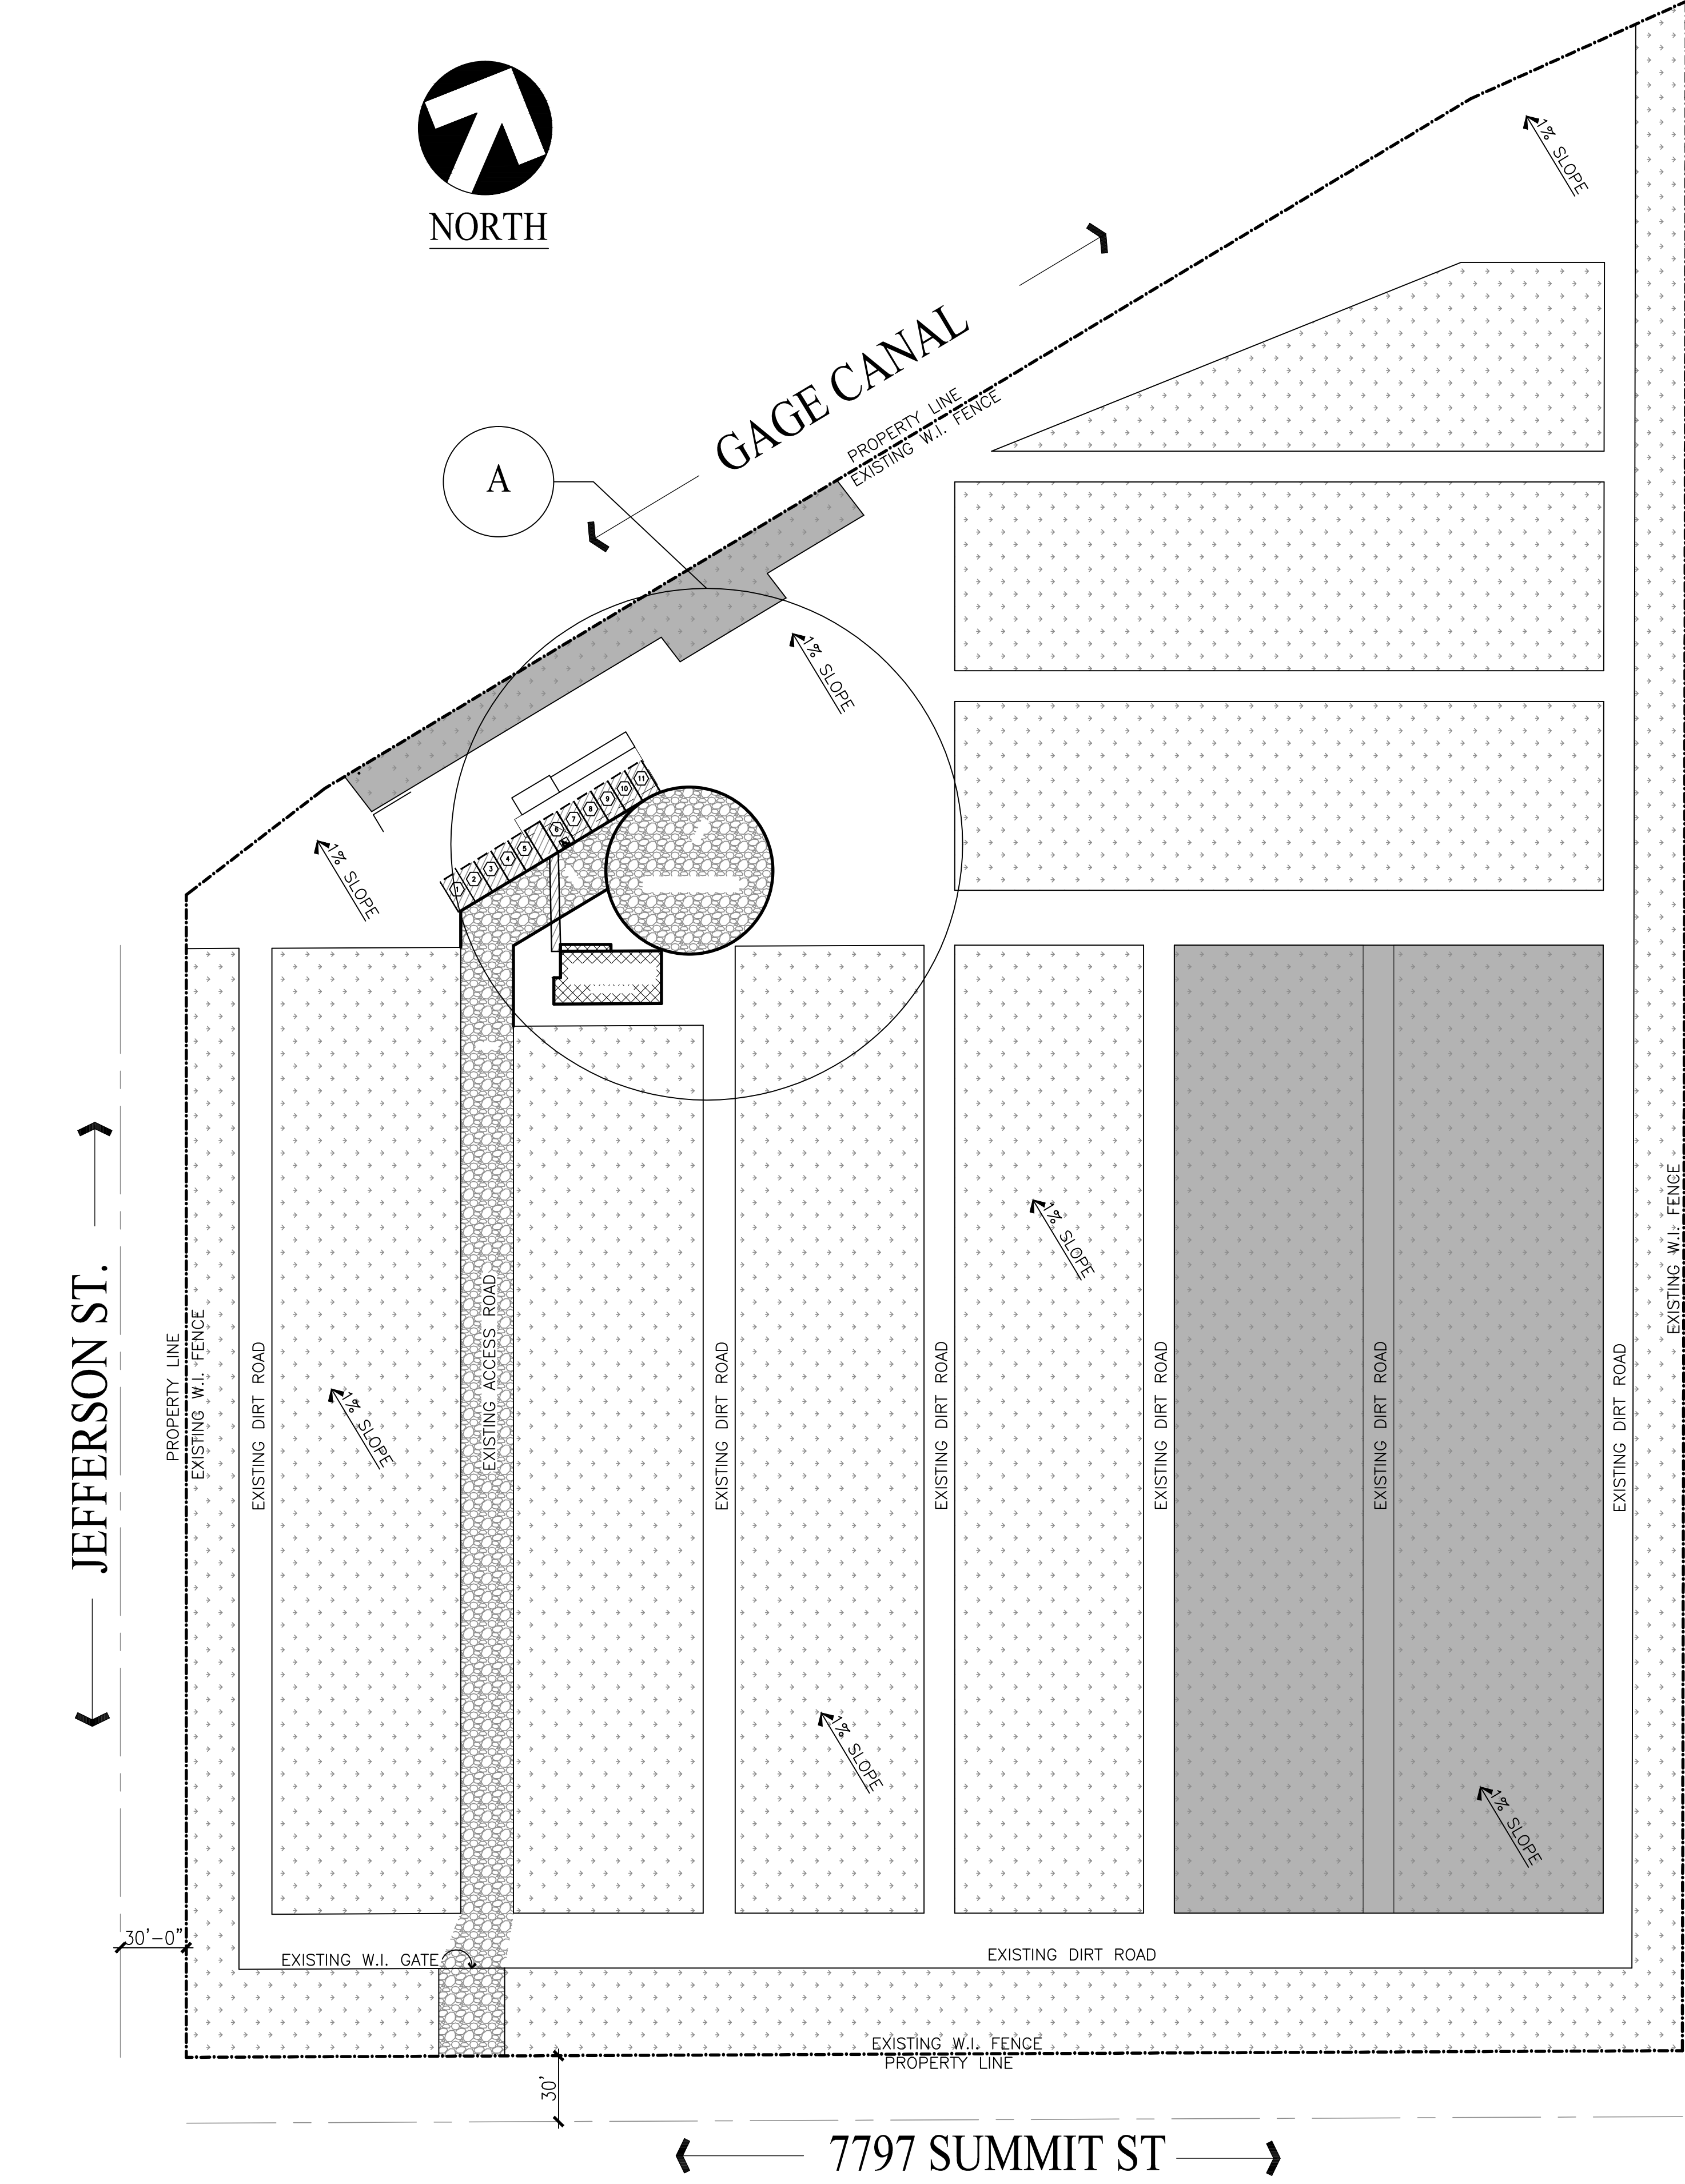 NORTH
1% SLOPE
GAGE CANAL
PROPERTY LINE
EXISTING W.I. FENCE
A
1% SLOPE
1
2
3
4
5
6
7
8
9
10
11
1% SLOPE
JEFFERSON ST.
PROPERTY LINE
EXISTING W.I. FENCE
EXISTING DIRT ROAD
1% SLOPE
EXISTING ACCESS ROAD
EXISTING DIRT ROAD
1% SLOPE
EXISTING DIRT ROAD
1% SLOPE
EXISTING DIRT ROAD
EXISTING DIRT ROAD
1% SLOPE
EXISTING DIRT ROAD
EXISTING W.I. FENCE
30'-0"
EXISTING W.I. GATE
EXISTING DIRT ROAD
EXISTING W.I. FENCE
PROPERTY LINE
30'
7797 SUMMIT ST